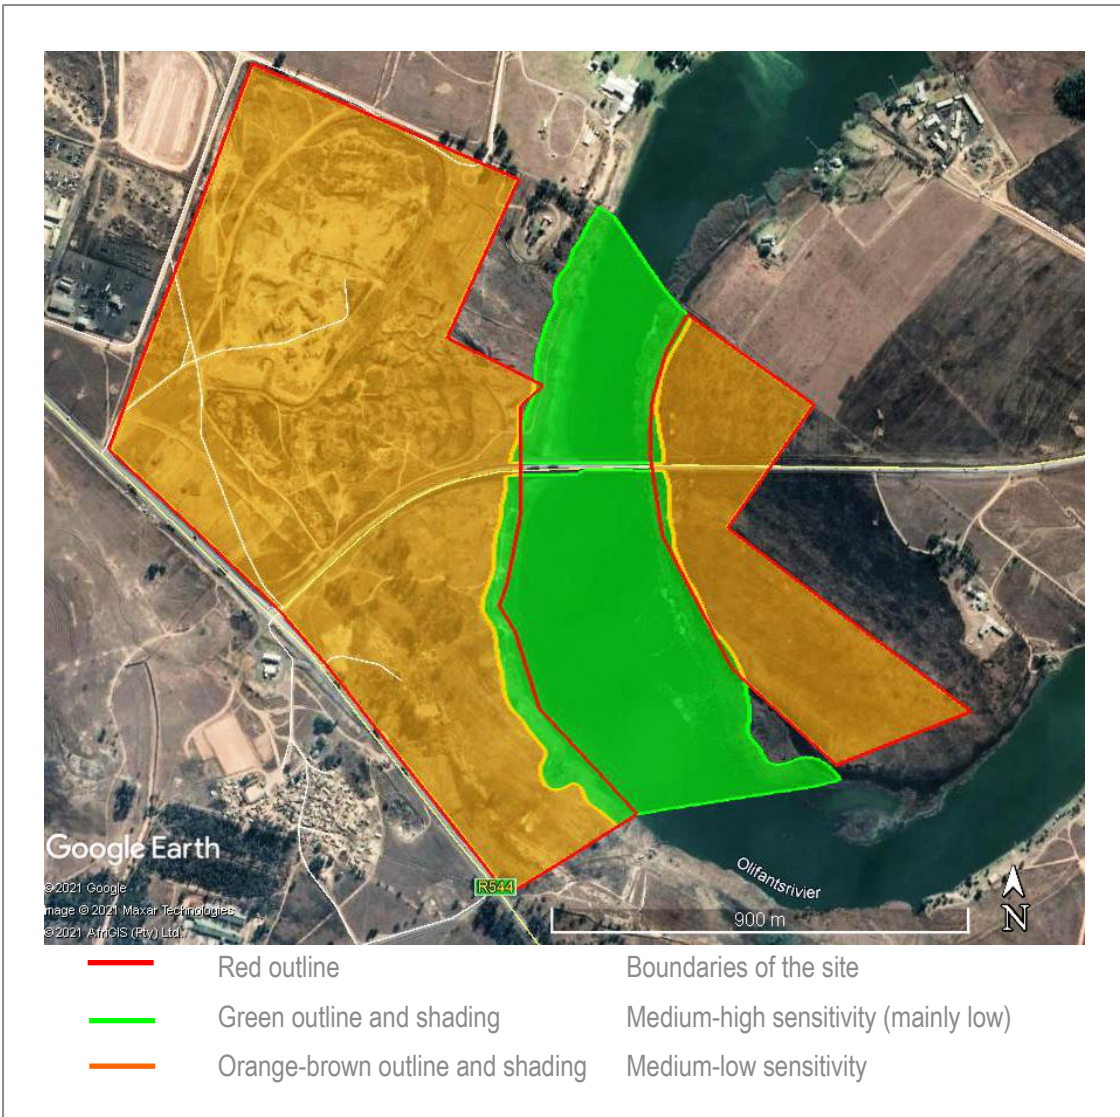 Olifantsrivier
Google Earth
R544
© 2021 Google
mage © 2021 Maxar Technologies
© 2021 AfriGIS (Pty) Ltd.
900 m
N
Red outline Boundaries of the site
Green outline and shading Medium-high sensitivity (mainly low)
Orange-brown outline and shading Medium-low sensitivity